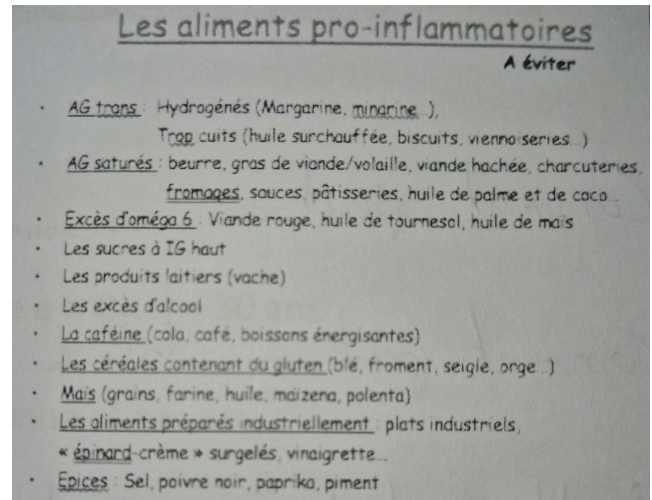 Les aliments pro-inflammatoires
A éviter
• AG trans : Hydrogénés (Margarine, minarine...),
Trop cuits (huile surchauffée, biscuits, viennoiseries...)
• AG saturés : beurre, gras de viande/volaille, viande hachée, charcuteries,
fromages, sauces, pâtisseries, huile de palme et de coco...
• Excès d'oméga 6 : Viande rouge, huile de tournesol, huile de maïs
• Les sucres à IG haut
• Les produits laitiers (vache)
• Les excès d'alcool
• La caféine (cola, café, boissons énergisantes)
• Les céréales contenant du gluten (blé, froment, seigle, orge...)
• Maïs (grains, farine, huile, maïzena, polenta)
• Les aliments préparés industriellement : plats industriels,
« épinard-crème » surgelés, vinaigrette...
• Epices : Sel, poivre noir, paprika, piment